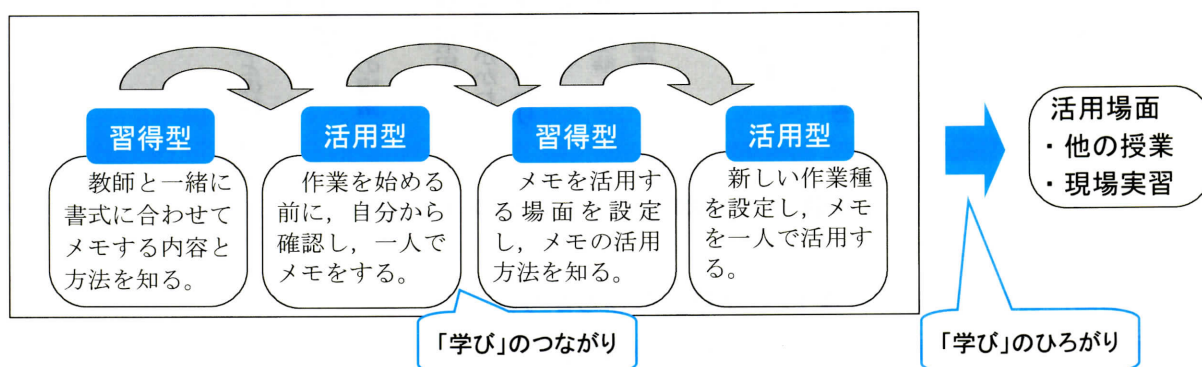 習得型
教師と一緒に
書式に合わせて
メモする内容と
方法を知る。
活用型
作業を始める
前に，自分から
確認し，一人で
メモをする。
習得型
メモを活用す
る場面を設定
し，メモの活用
方法を知る。
活用型
新しい作業種
を設定し，メモ
を一人で活用す
る。
活用場面
・他の授業
・現場実習
「学び」のつながり
「学び」のひろがり